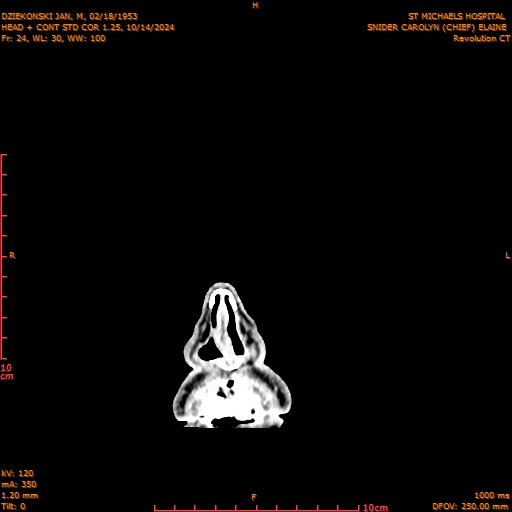 H
DZIEKONSKI JAN, M, 02/18/1953
HEAD + CONT STD COR 1.25, 10/14/2024
Fr: 24, WL: 30, WW: 100
ST MICHAELS HOSPITAL
SNIDER CAROLYN (CHIEF) ELAINE
Revolution CT
R
L
10
cm
kV: 120
mA: 350
1.20 mm
Tilt: 0
F
10cm
1000 ms
DFOV: 250.00 mm